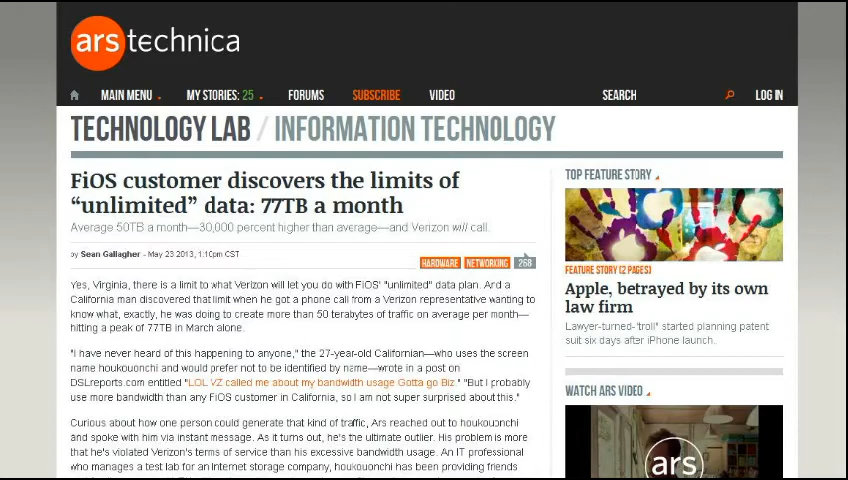 ars technica
MAIN MENU MY STORIES: 25 FORUMS SUBSCRIBE VIDEO SEARCH LOG IN
TECHNOLOGY LAB / INFORMATION TECHNOLOGY
FiOS customer discovers the limits of
“unlimited” data: 77TB a month
Average 50TB a month—30,000 percent higher than average—and Verizon will call.
by Sean Gallagher - May 23 2013, 1:10pm CST
HARDWARE NETWORKING 268
Yes, Virginia, there is a limit to what Verizon will let you do with FiOS' "unlimited" data plan. And a
California man discovered that limit when he got a phone call from a Verizon representative wanting to
know what, exactly, he was doing to create more than 50 terabytes of traffic on average per month—
hitting a peak of 77TB in March alone.
"I have never heard of this happening to anyone," the 27-year-old Californian—who uses the screen
name houkouonchi and would prefer not to be identified by name—wrote in a post on
DSLreports.com entitled "LOL VZ called me about my bandwidth usage Gotta go Biz." "But I probably
use more bandwidth than any FiOS customer in California, so I am not super surprised about this."
Curious about how one person could generate that kind of traffic, Ars reached out to houkouonchi
and spoke with him via instant message. As it turns out, he's the ultimate outlier. His problem is more
that he's violated Verizon's terms of service than his excessive bandwidth usage. An IT professional
who manages a test lab for an Internet storage company, houkouonchi has been providing friends
TOP FEATURE STORY
FEATURE STORY (2 PAGES)
Apple, betrayed by its own
law firm
Lawyer-turned-"troll" started planning patent
suit six days after iPhone launch.
WATCH ARS VIDEO
ars